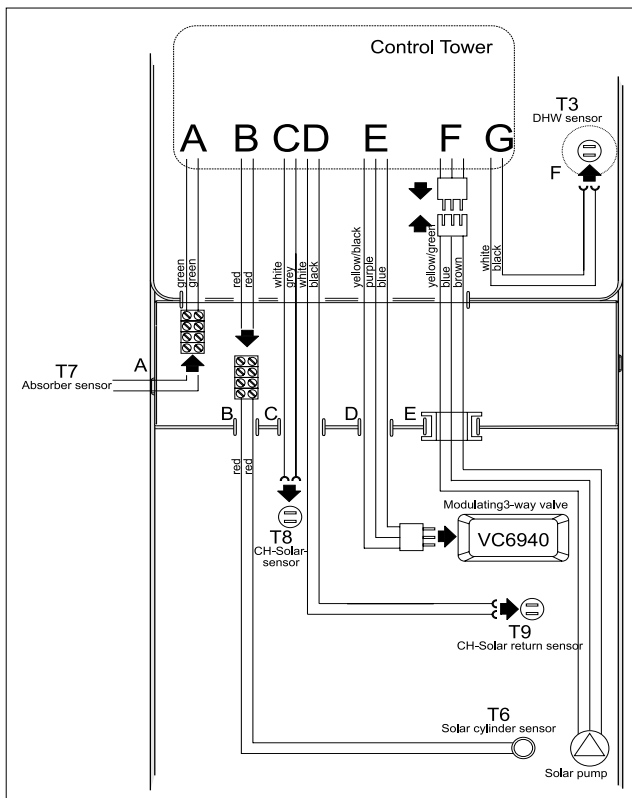 Control Tower
A B C D E F G
T3
DHW sensor
F
green
green
red
red
white
grey
white
black
yellow/black
purple
blue
yellow/green
blue
brown
white
black
T7
Absorber sensor
A
B
C
D
E
red
red
T8
CH-Solar-
sensor
Modulating3-way valve
VC6940
T9
CH-Solar return sensor
T6
Solar cylinder sensor
Solar pump